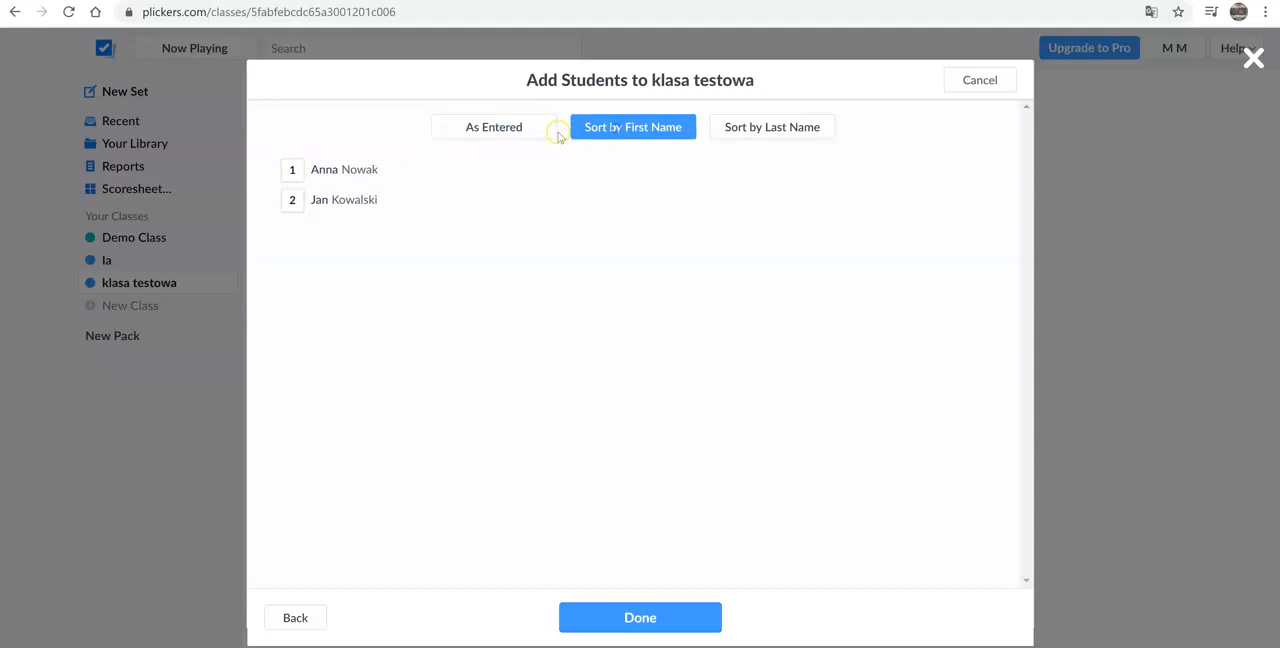 plickers.com/classes/5fabfebcdc65a3001201c006
Now Playing
Search
Upgrade to Pro
M M
Help
Add Students to klasa testowa
Cancel
New Set
Recent
Your Library
Reports
Scoresheet...
Your Classes
Demo Class
Ia
klasa testowa
New Class
New Pack
As Entered
Sort by First Name
Sort by Last Name
1 Anna Nowak
2 Jan Kowalski
Back
Done